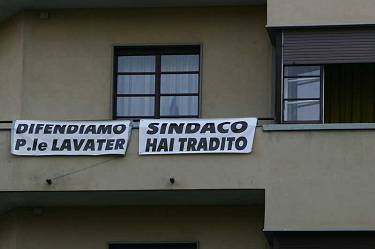 DIFENDIAMO
P.le LAVATER
SINDACO
HAI TRADITO